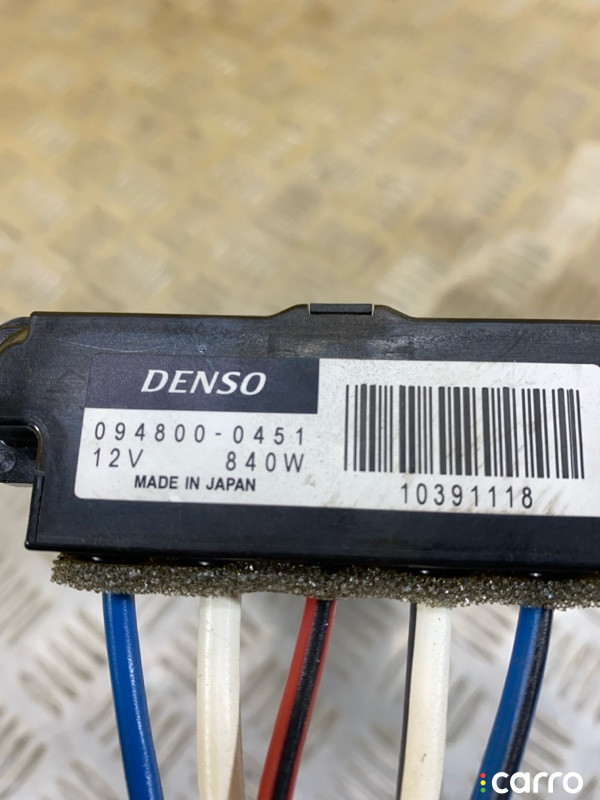 DENSO
094800-0451
12V 840W
MADE IN JAPAN
10391118
carro